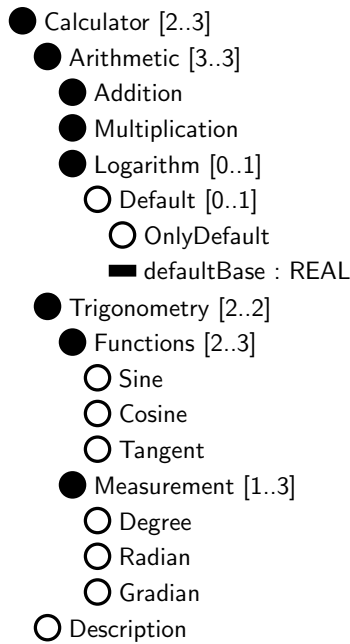 Calculator [2..3]
Arithmetic [3..3]
Addition
Multiplication
Logarithm [0..1]
Default [0..1]
OnlyDefault
defaultBase : REAL
Trigonometry [2..2]
Functions [2..3]
Sine
Cosine
Tangent
Measurement [1..3]
Degree
Radian
Gradian
Description